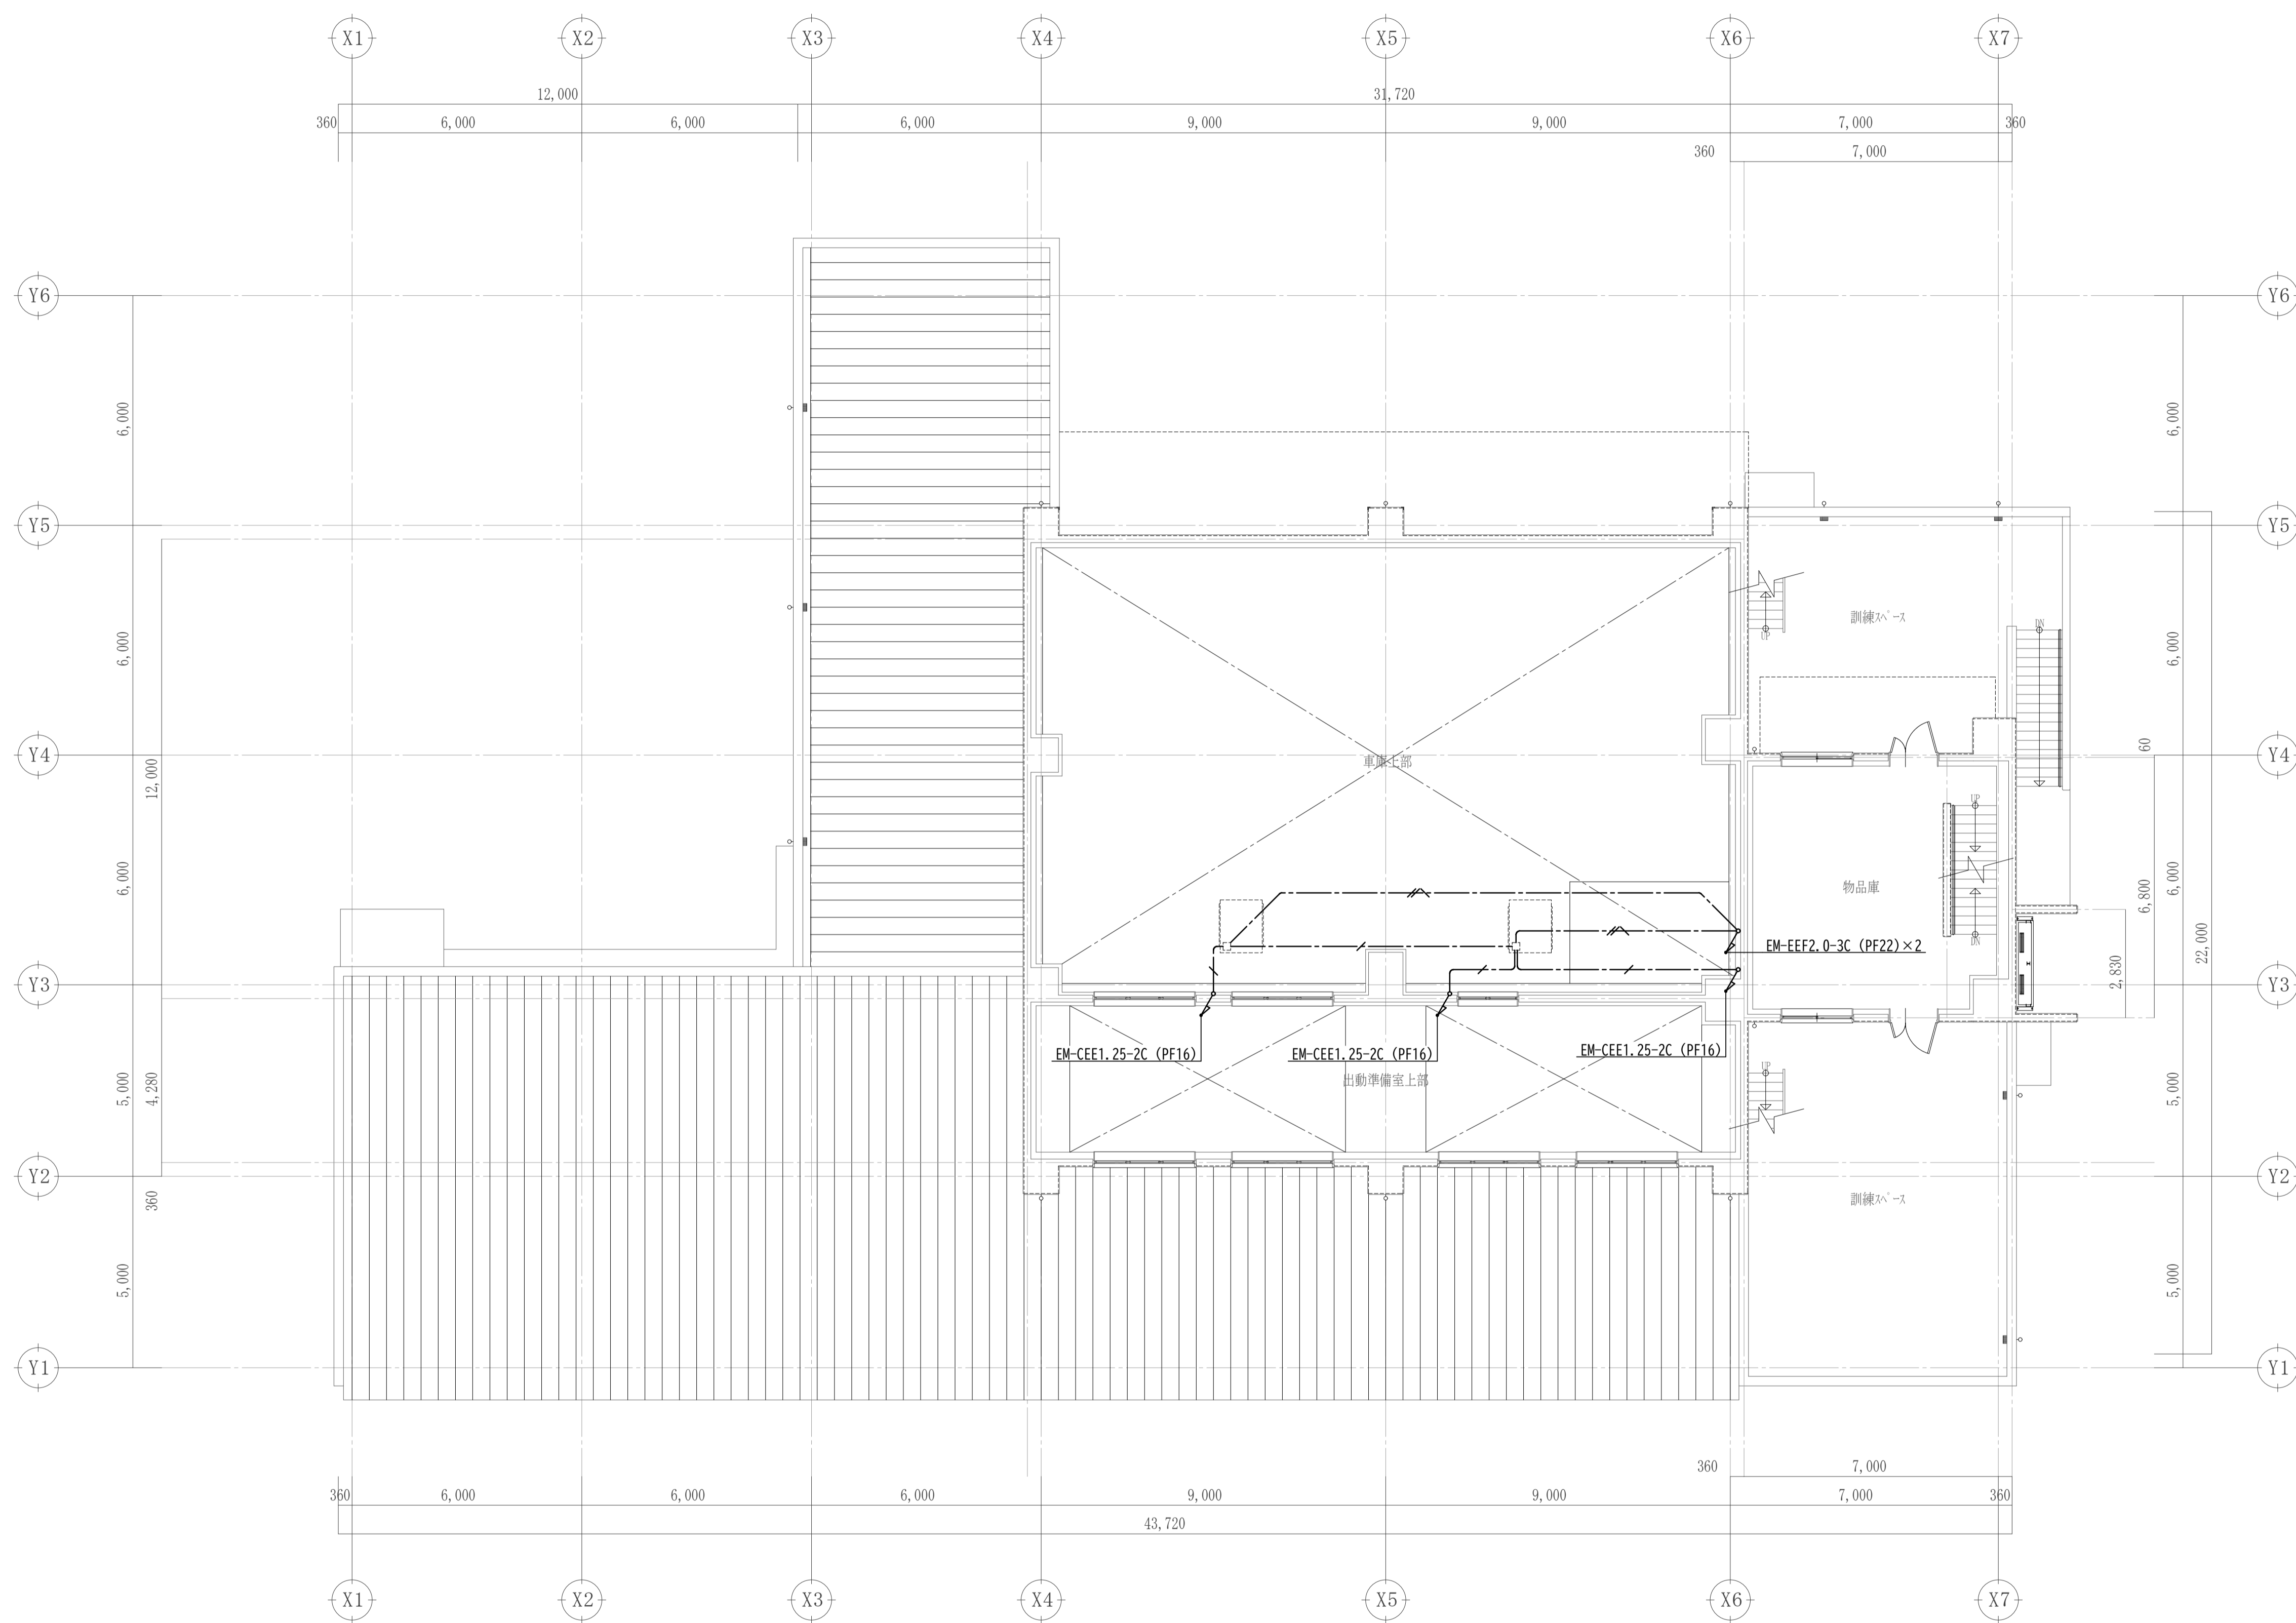 X1 X2 X3 X4 X5 X6 X7
12,000 31,720
360 6,000 6,000 6,000 9,000 9,000 7,000 360
360 7,000
Y6 Y6
6,000 6,000
Y5 Y5
訓練ｽﾍﾟｰｽ
UP
DN
6,000 6,000
Y4 Y4
60
車庫上部
12,000
UP
6,000 6,000
物品庫
6,800
DN
EM-EEF2.0-3C (PF22)×2
22,000
2,830
Y3 Y3
EM-CEE1.25-2C (PF16)
EM-CEE1.25-2C (PF16)
EM-CEE1.25-2C (PF16)
出動準備室上部
UP
5,000 4,280 5,000
Y2 Y2
360
訓練ｽﾍﾟｰｽ
5,000 5,000
Y1 Y1
360 7,000
360 6,000 6,000 6,000 9,000 9,000 7,000 360
43,720
X1 X2 X3 X4 X5 X6 X7